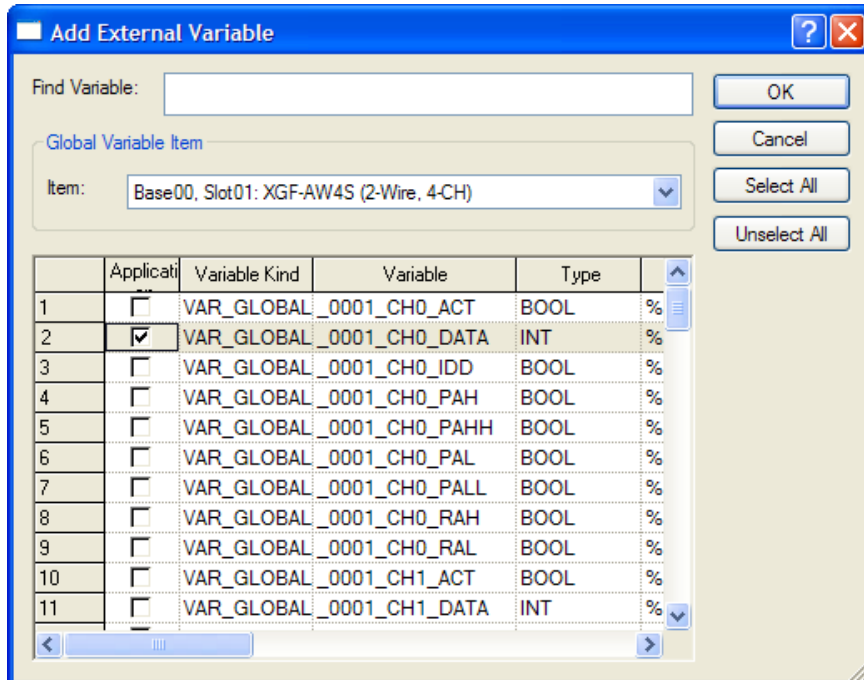 Add External Variable
Find Variable:
OK
Cancel
Select All
Unselect All
Global Variable Item
Item: Base00, Slot01: XGF-AW4S (2-Wire, 4-CH)
Applicati Variable Kind Variable Type
1 VAR_GLOBAL _0001_CH0_ACT BOOL %
2 VAR_GLOBAL _0001_CH0_DATA INT %
3 VAR_GLOBAL _0001_CH0_IDD BOOL %
4 VAR_GLOBAL _0001_CH0_PAH BOOL %
5 VAR_GLOBAL _0001_CH0_PAHH BOOL %
6 VAR_GLOBAL _0001_CH0_PAL BOOL %
7 VAR_GLOBAL _0001_CH0_PALL BOOL %
8 VAR_GLOBAL _0001_CH0_RAH BOOL %
9 VAR_GLOBAL _0001_CH0_RAL BOOL %
10 VAR_GLOBAL _0001_CH1_ACT BOOL %
11 VAR_GLOBAL _0001_CH1_DATA INT %